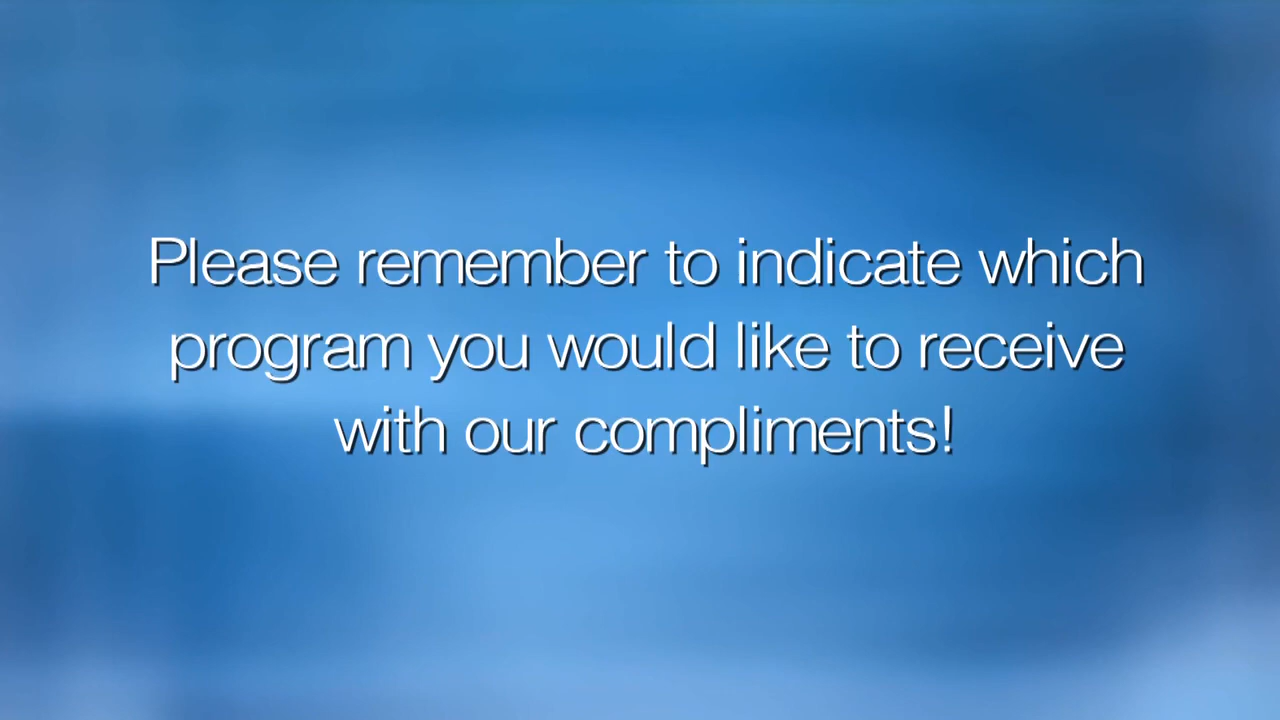 Please remember to indicate which
program you would like to receive
with our compliments!